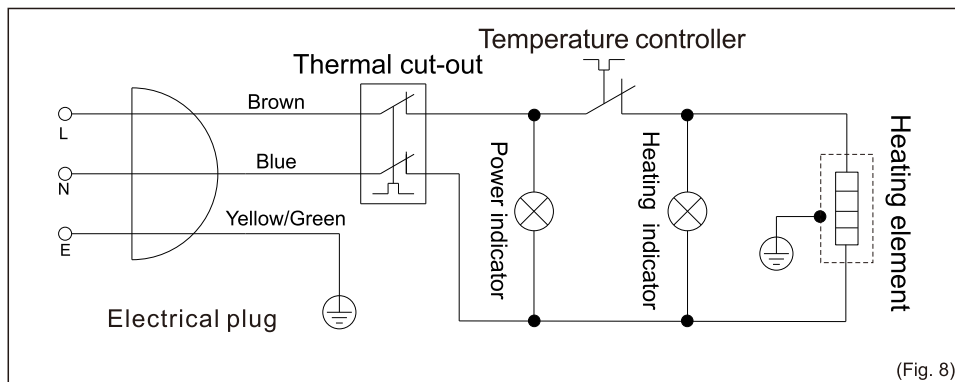 Temperature controller
Thermal cut-out
Brown
L
Blue
N
Yellow/Green
E
Power indicator
Heating indicator
Heating element
Electrical plug
(Fig. 8)